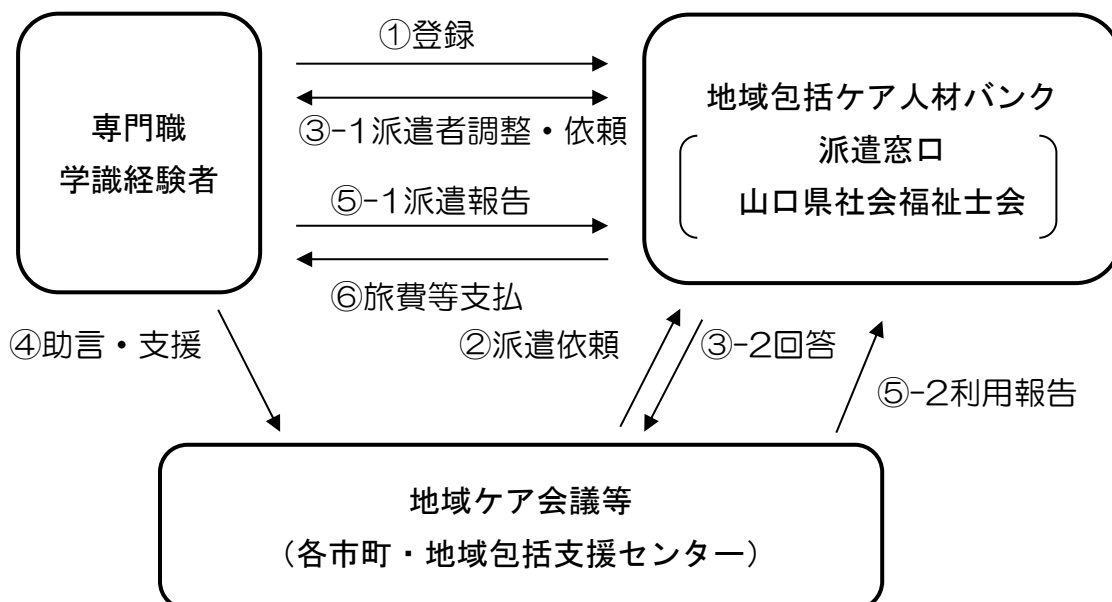 ①登録
③-1派遣者調整・依頼
専門職
学識経験者
⑤-1派遣報告
⑥旅費等支払
地域包括ケア人材バンク
派遣窓口
山口県社会福祉士会
④助言・支援
②派遣依頼
③-2回答
⑤-2利用報告
地域ケア会議等
（各市町・地域包括支援センター）